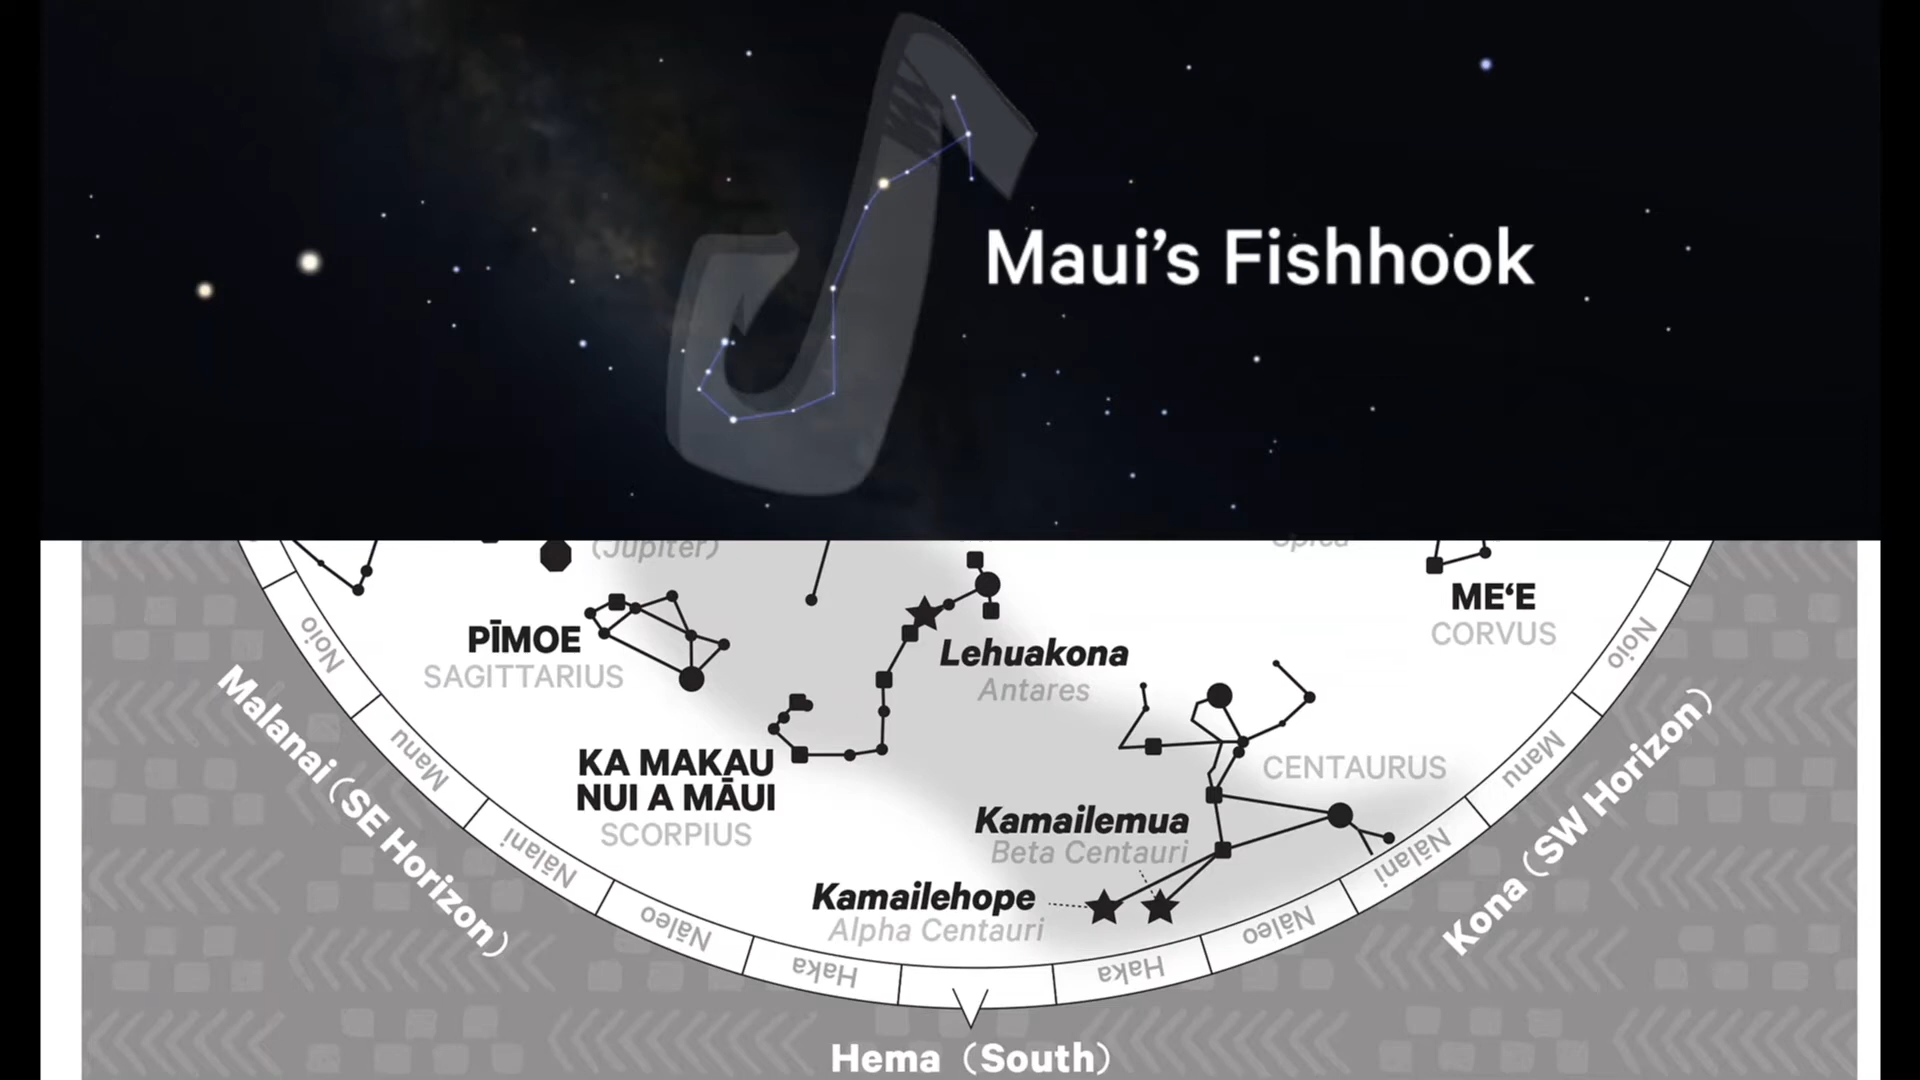 Maui's Fishhook
(Jupiter)
Spica
ME‘E
CORVUS
PĪMOE
SAGITTARIUS
Lehuakona
Antares
KA MAKAU
NUI A MĀUI
SCORPIUS
CENTAURUS
Kamailemua
Beta Centauri
Kamailehope
Alpha Centauri
Noio
Manu
Nālani
Nāleo
Haka
Haka
Nāleo
Nālani
Manu
Noio
Malanai (SE Horizon)
Kona (SW Horizon)
Hema (South)